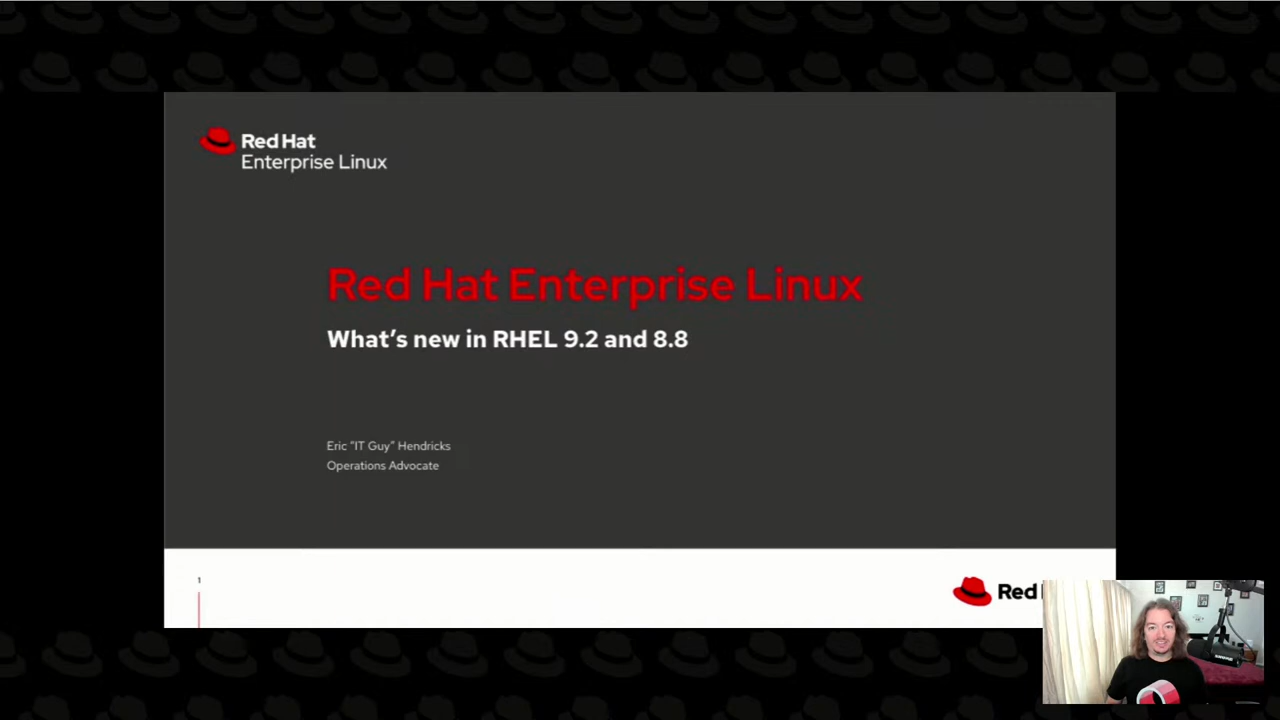 Red Hat
Enterprise Linux
Red Hat Enterprise Linux
What's new in RHEL 9.2 and 8.8
Eric "IT Guy" Hendricks
Operations Advocate
1
Red
SHURE